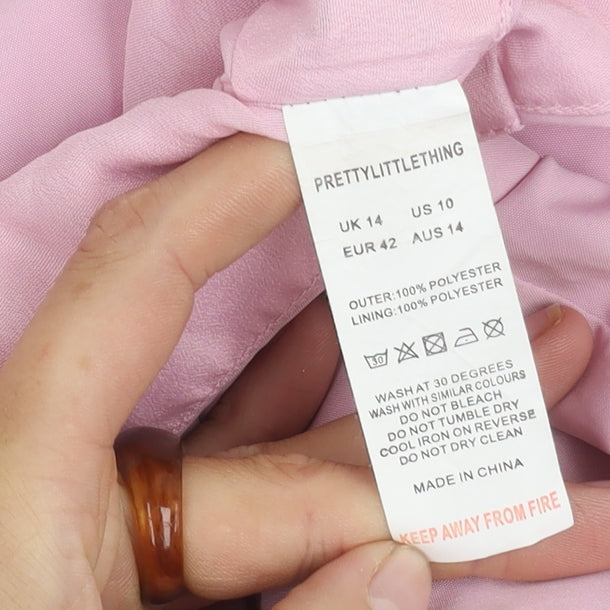 PRETTYLITTLETHING
UK 14 US 10
EUR 42 AUS 14
OUTER:100% POLYESTER
LINING:100% POLYESTER
30
WASH AT 30 DEGREES
WASH WITH SIMILAR COLOURS
DO NOT BLEACH
DO NOT TUMBLE DRY
COOL IRON ON REVERSE
DO NOT DRY CLEAN
MADE IN CHINA
KEEP AWAY FROM FIRE